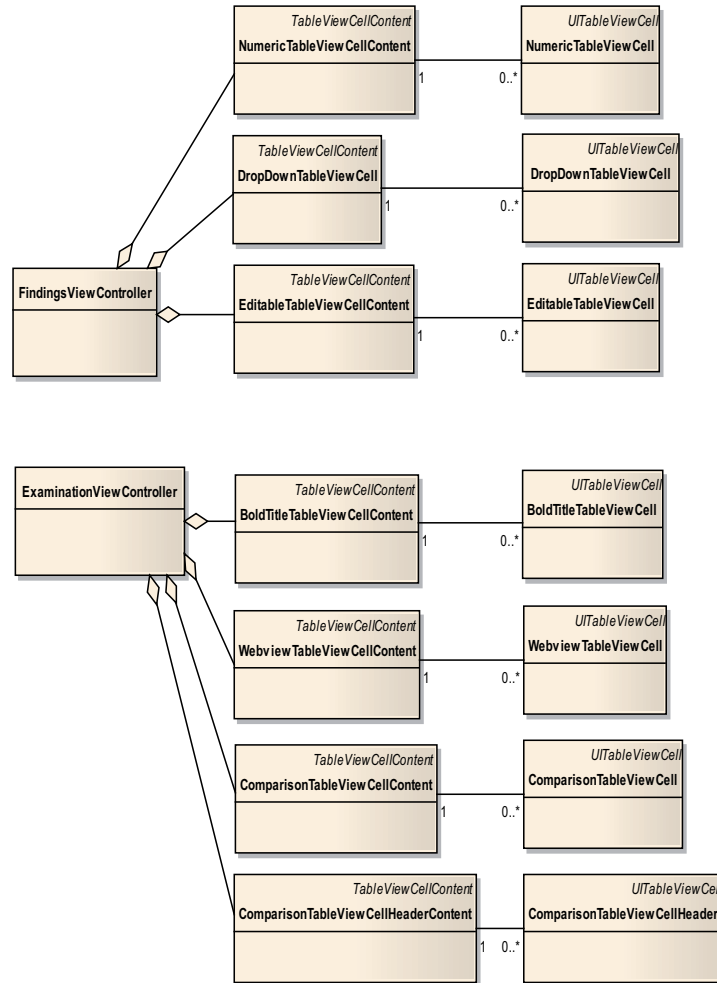 TableViewCellContent
NumericTableViewCellContent
UITableViewCell
NumericTableViewCell
1
0..*
TableViewCellContent
DropDownTableViewCell
UITableViewCell
DropDownTableViewCell
1
0..*
FindingsViewController
TableViewCellContent
EditableTableViewCellContent
UITableViewCell
EditableTableViewCell
1
0..*
ExaminationViewController
TableViewCellContent
BoldTitleTableViewCellContent
UITableViewCell
BoldTitleTableViewCell
1
0..*
TableViewCellContent
WebviewTableViewCellContent
UITableViewCell
WebviewTableViewCell
1
0..*
TableViewCellContent
ComparisonTableViewCellContent
UITableViewCell
ComparisonTableViewCell
1
0..*
TableViewCellContent
ComparisonTableViewCellHeaderContent
UITableViewCel
ComparisonTableViewCellHeader
1
0..*